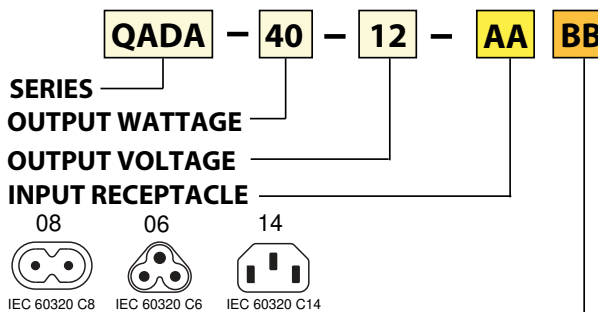 QADA – 40 – 12 – AA BB
SERIES
OUTPUT WATTAGE
OUTPUT VOLTAGE
INPUT RECEPTACLE
08 06 14
IEC 60320 C8 IEC 60320 C6 IEC 60320 C14